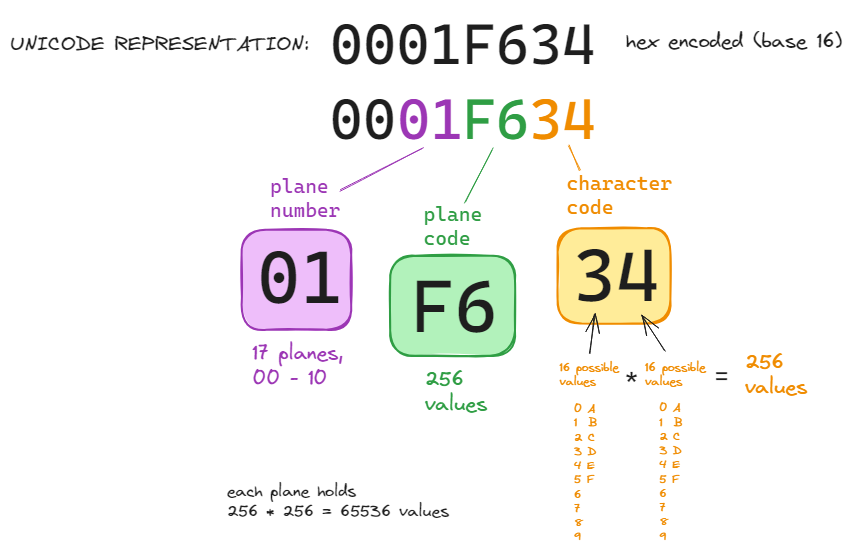 UNICODE REPRESENTATION: 0001F634 hex encoded (base 16)
0001F634
plane
number
plane
code
character
code
01
F6
34
17 planes,
00 - 10
256
values
16 possible
values
*
16 possible
values
=
256
values
0 A
1 B
2 C
3 D
4 E
5 F
6
7
8
9
0 A
1 B
2 C
3 D
4 E
5 F
6
7
8
9
each plane holds
256 * 256 = 65536 values